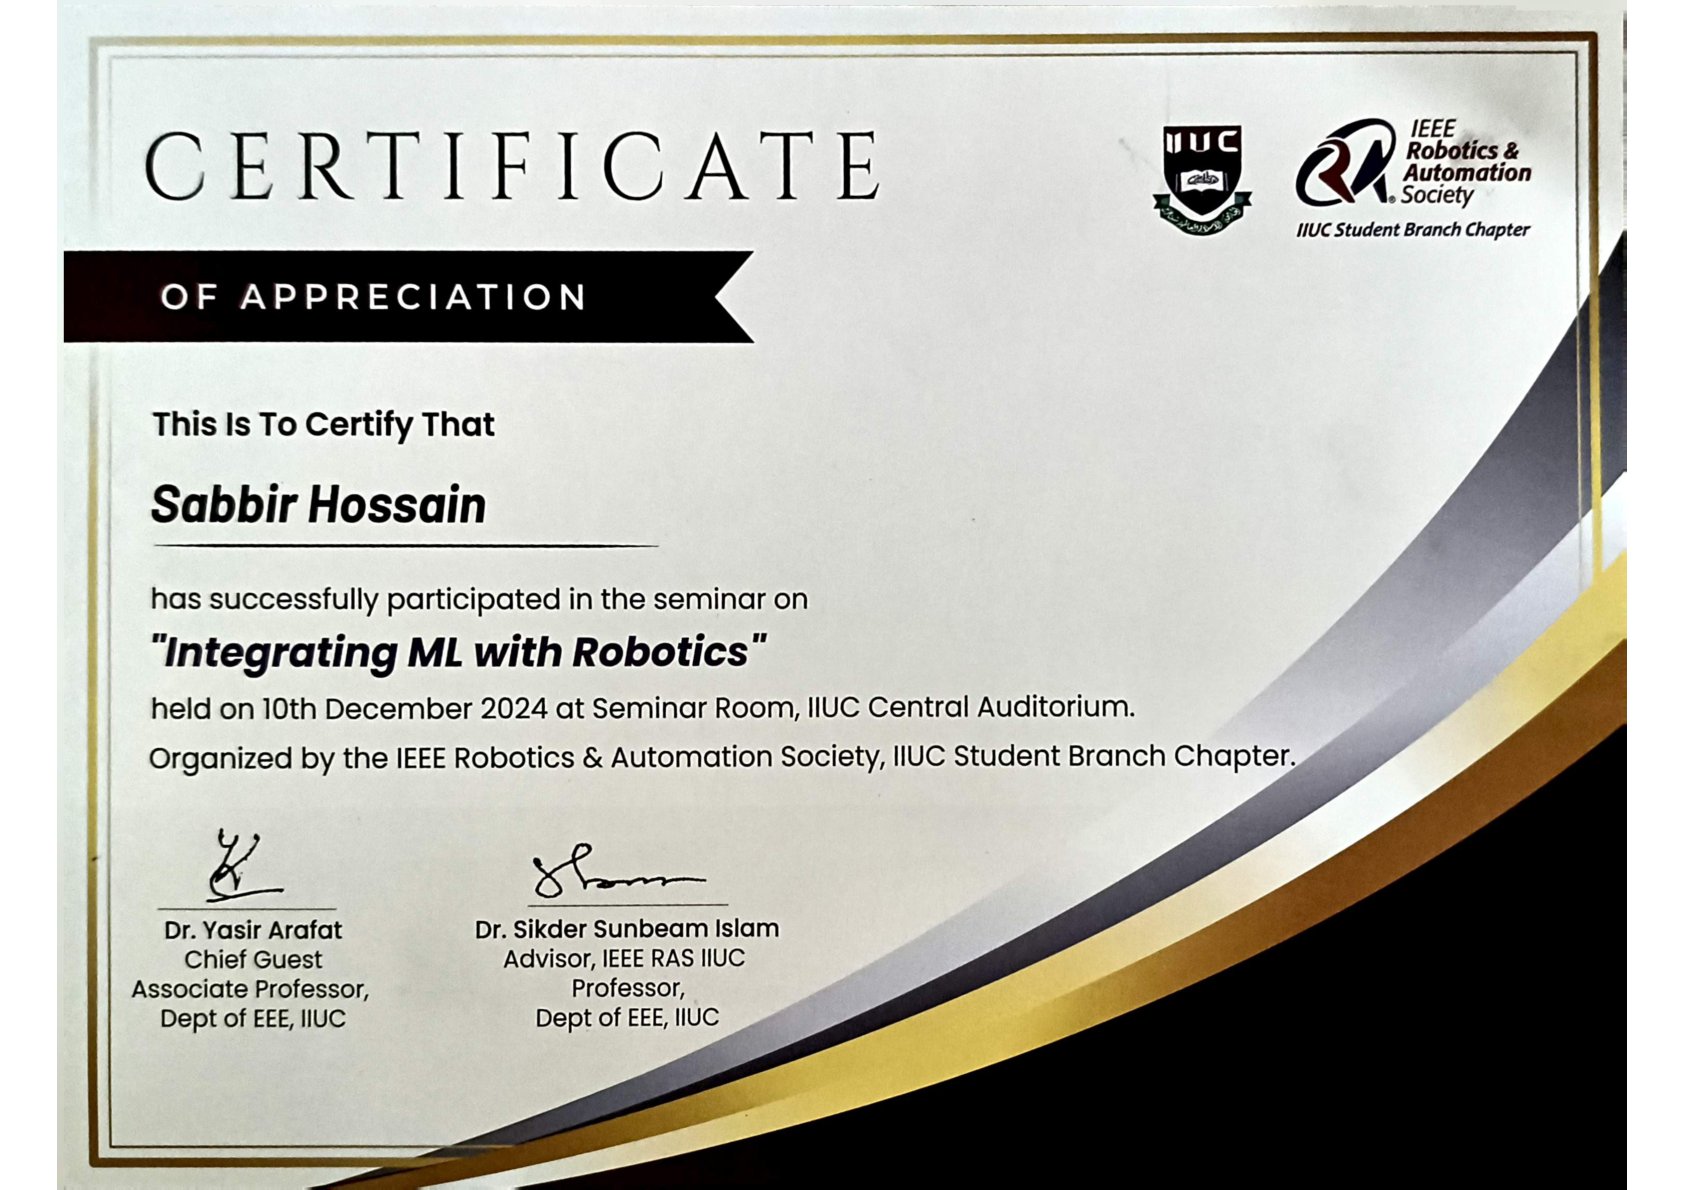 CERTIFICATE
OF APPRECIATION
IIUC
IEEE
Robotics &
Automation
Society
IIUC Student Branch Chapter
This Is To Certify That
Sabbir Hossain
has successfully participated in the seminar on
"Integrating ML with Robotics"
held on 10th December 2024 at Seminar Room, IIUC Central Auditorium.
Organized by the IEEE Robotics & Automation Society, IIUC Student Branch Chapter.
Dr. Yasir Arafat
Chief Guest
Associate Professor,
Dept of EEE, IIUC
Dr. Sikder Sunbeam Islam
Advisor, IEEE RAS IIUC
Professor,
Dept of EEE, IIUC